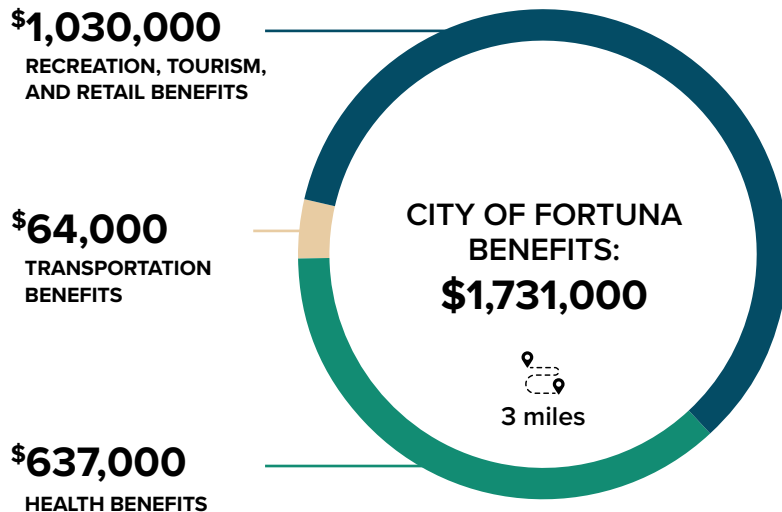 $1,030,000
RECREATION, TOURISM,
AND RETAIL BENEFITS
$64,000
TRANSPORTATION
BENEFITS
$637,000
HEALTH BENEFITS
CITY OF FORTUNA
BENEFITS:
$1,731,000
3 miles